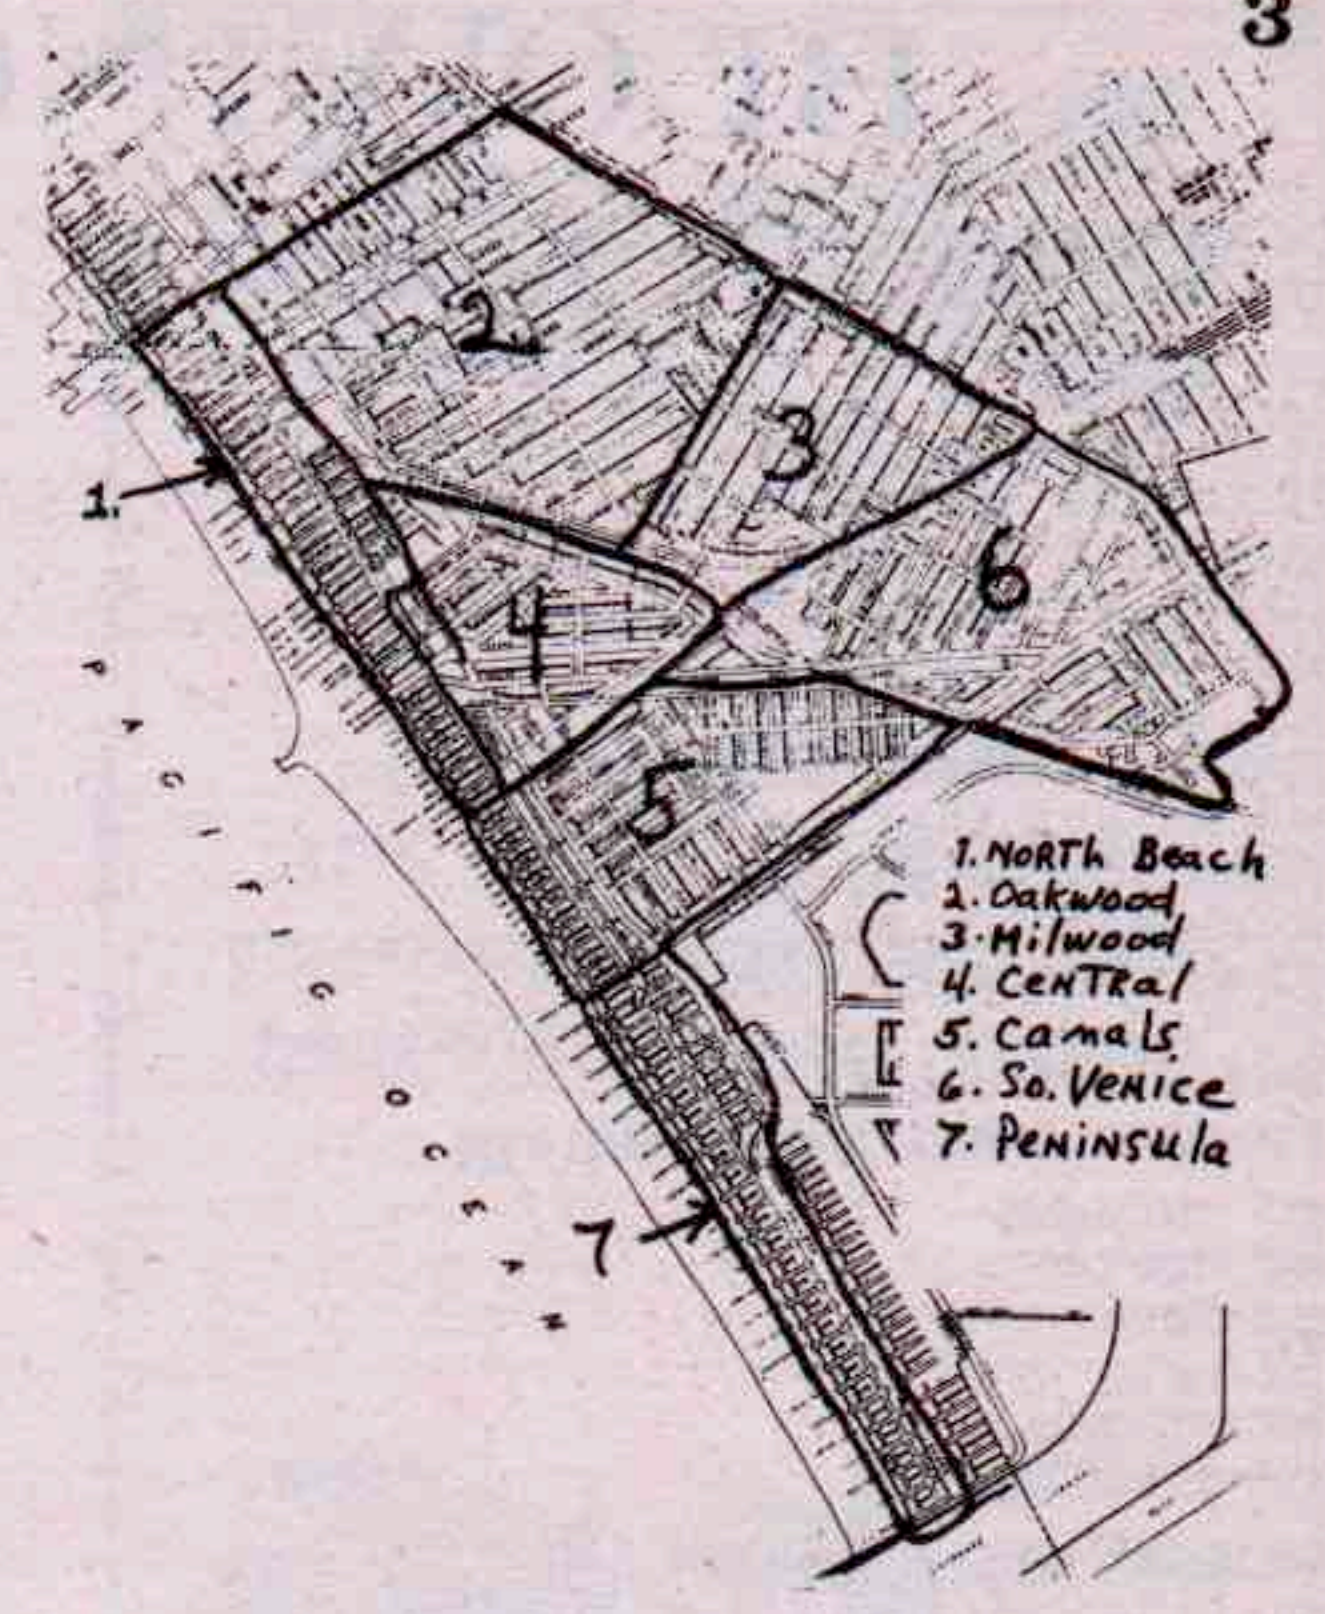 3
2
3
1.
6
4
5
PACIFIC OCEAN
1. NORTh Beach
2. Oakwood
3. Milwood
4. CENTRal
5. Canals
6. So. VENice
7. PENINSUla
7